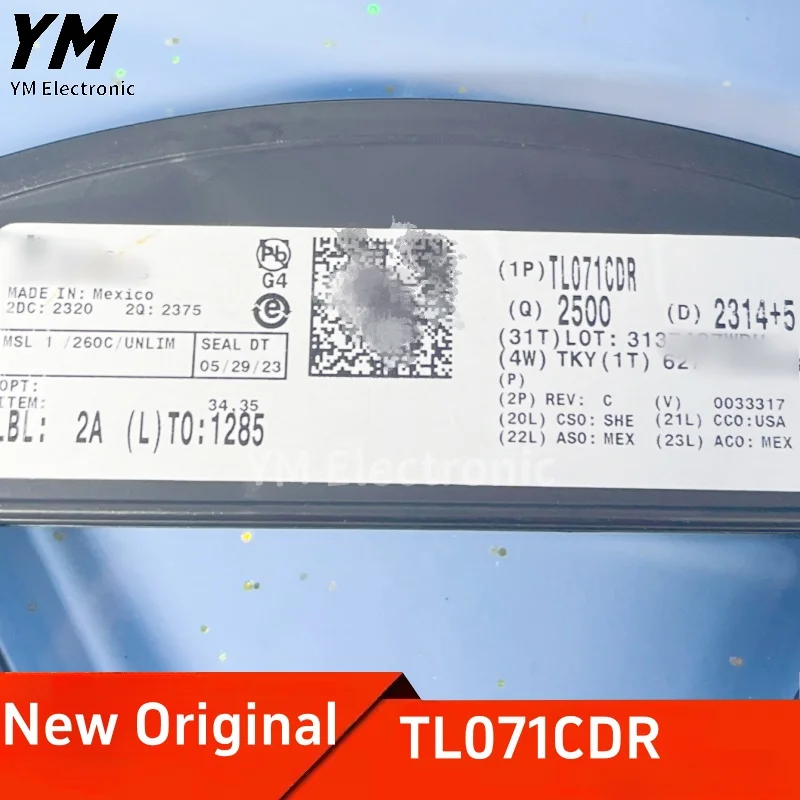 YM
YM Electronic
Pb
G4
e
MADE IN: Mexico
2DC: 2320 2Q: 2375
MSL 1 /260C/UNLIM
SEAL DT
05/29/23
OPT:
ITEM:
34,35
LBL: 2A (L)TO:1285
(1P)TL071CDR
(Q) 2500 (D) 2314+5
(31T)LOT:
(4W) TKY(1T)
(P)
(2P) REV: C (V) 0033317
(20L) CSO: SHE (21L) CCO:USA
(22L) ASO: MEX (23L) ACO: MEX
YM Electronic
New Original
TL071CDR